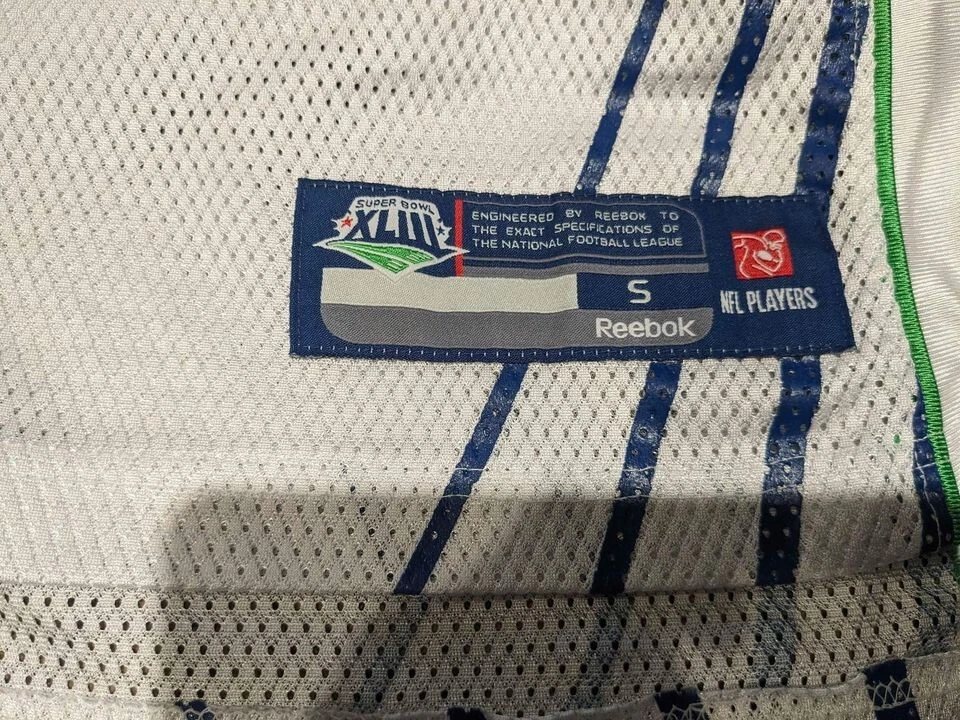 SUPER BOWL
XLIII
ENGINEERED BY REEBOK TO
THE EXACT SPECIFICATIONS OF
THE NATIONAL FOOTBALL LEAGUE
S
Reebok
NFL PLAYERS